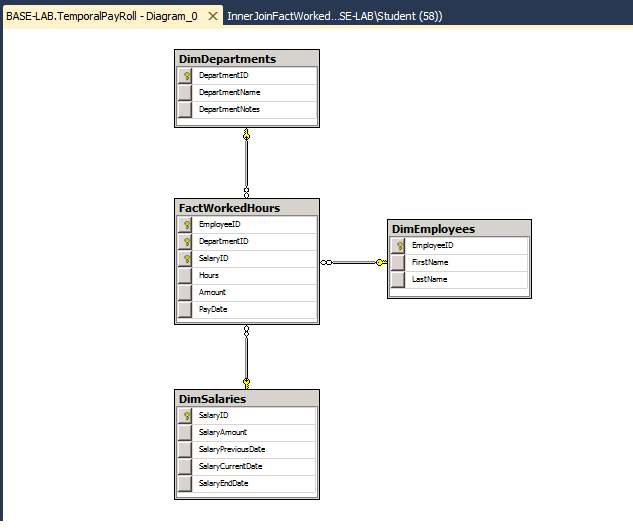 BASE-LAB.TemporalPayRoll - Diagram_0 InnerJoinFactWorked...SE-LAB\Student (58))
DimDepartments
DepartmentID
DepartmentName
DepartmentNotes
FactWorkedHours
EmployeeID
DepartmentID
SalaryID
Hours
Amount
PayDate
DimEmployees
EmployeeID
FirstName
LastName
DimSalaries
SalaryID
SalaryAmount
SalaryPreviousDate
SalaryCurrentDate
SalaryEndDate